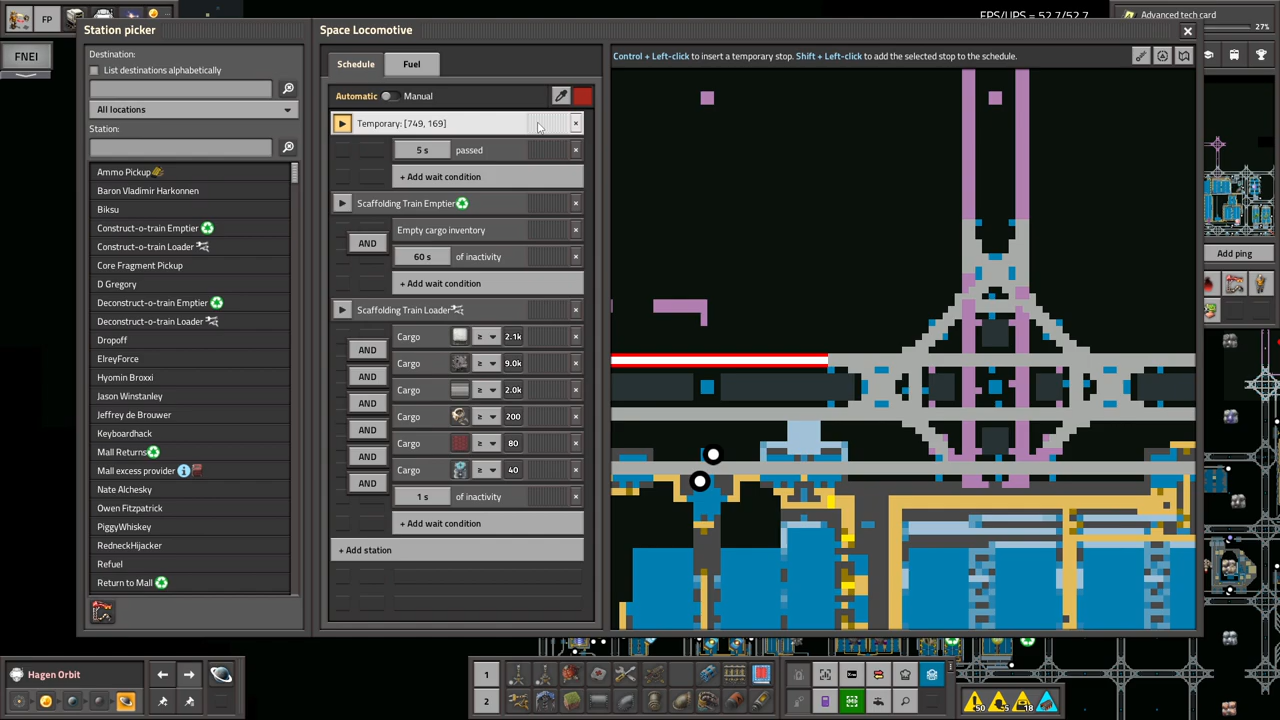 FP
EPS/UPS = 52.7/52.7
Advanced tech card
27%
FNEI
Station picker
Destination:
List destinations alphabetically
All locations
Station:
Ammo Pickup
Baron Vladimir Harkonnen
Biksu
Construct-o-train Emptier
Construct-o-train Loader
Core Fragment Pickup
D Gregory
Deconstruct-o-train Emptier
Deconstruct-o-train Loader
Dropoff
ElreyForce
Hyomin Broxxi
Jason Winstanley
Jeffrey de Brouwer
Keyboardhack
Mall Returns
Mall excess provider
Nate Alchesky
Owen Fitzpatrick
PiggyWhiskey
RedneckHijacker
Refuel
Return to Mall
Space Locomotive
Schedule
Fuel
Automatic
Manual
Temporary: [749, 169]
5 s passed
+ Add wait condition
Scaffolding Train Emptier
Empty cargo inventory
AND
60 s of inactivity
+ Add wait condition
Scaffolding Train Loader
Cargo ≥ 2.1k
AND
Cargo ≥ 9.0k
AND
Cargo ≥ 2.0k
AND
Cargo ≥ 200
AND
Cargo ≥ 80
AND
Cargo ≥ 40
AND
1 s of inactivity
+ Add wait condition
+ Add station
Control + Left-click to insert a temporary stop. Shift + Left-click to add the selected stop to the schedule.
Add ping
Hagen Orbit
1
2
50
18